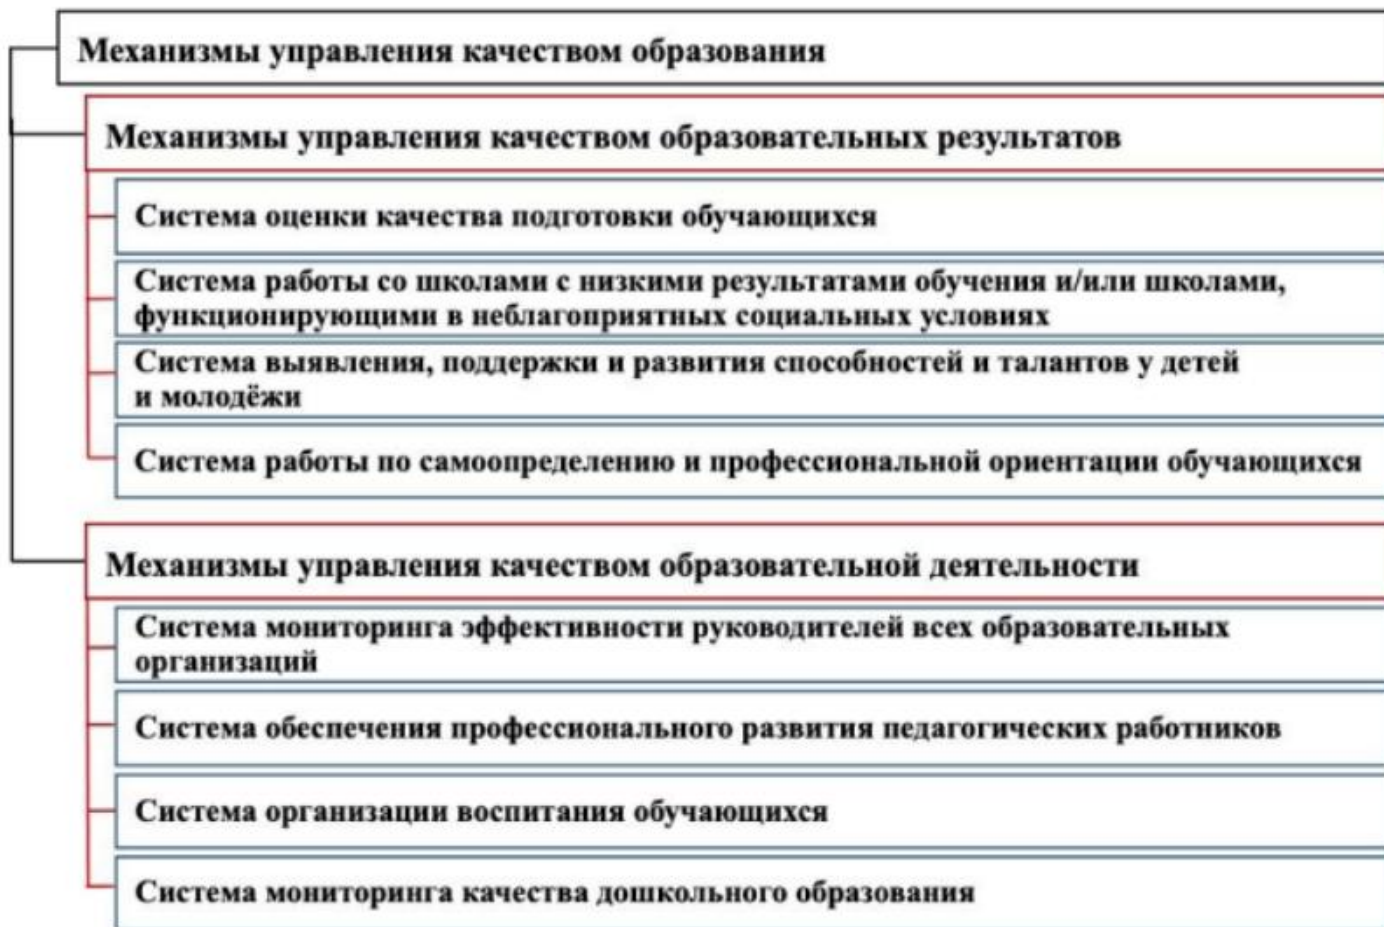 Механизмы управления качеством образования
Механизмы управления качеством образовательных результатов
Система оценки качества подготовки обучающихся
Система работы со школами с низкими результатами обучения и/или школами,
функционирующими в неблагоприятных социальных условиях
Система выявления, поддержки и развития способностей и талантов у детей
и молодёжи
Система работы по самоопределению и профессиональной ориентации обучающихся
Механизмы управления качеством образовательной деятельности
Система мониторинга эффективности руководителей всех образовательных
организаций
Система обеспечения профессионального развития педагогических работников
Система организации воспитания обучающихся
Система мониторинга качества дошкольного образования